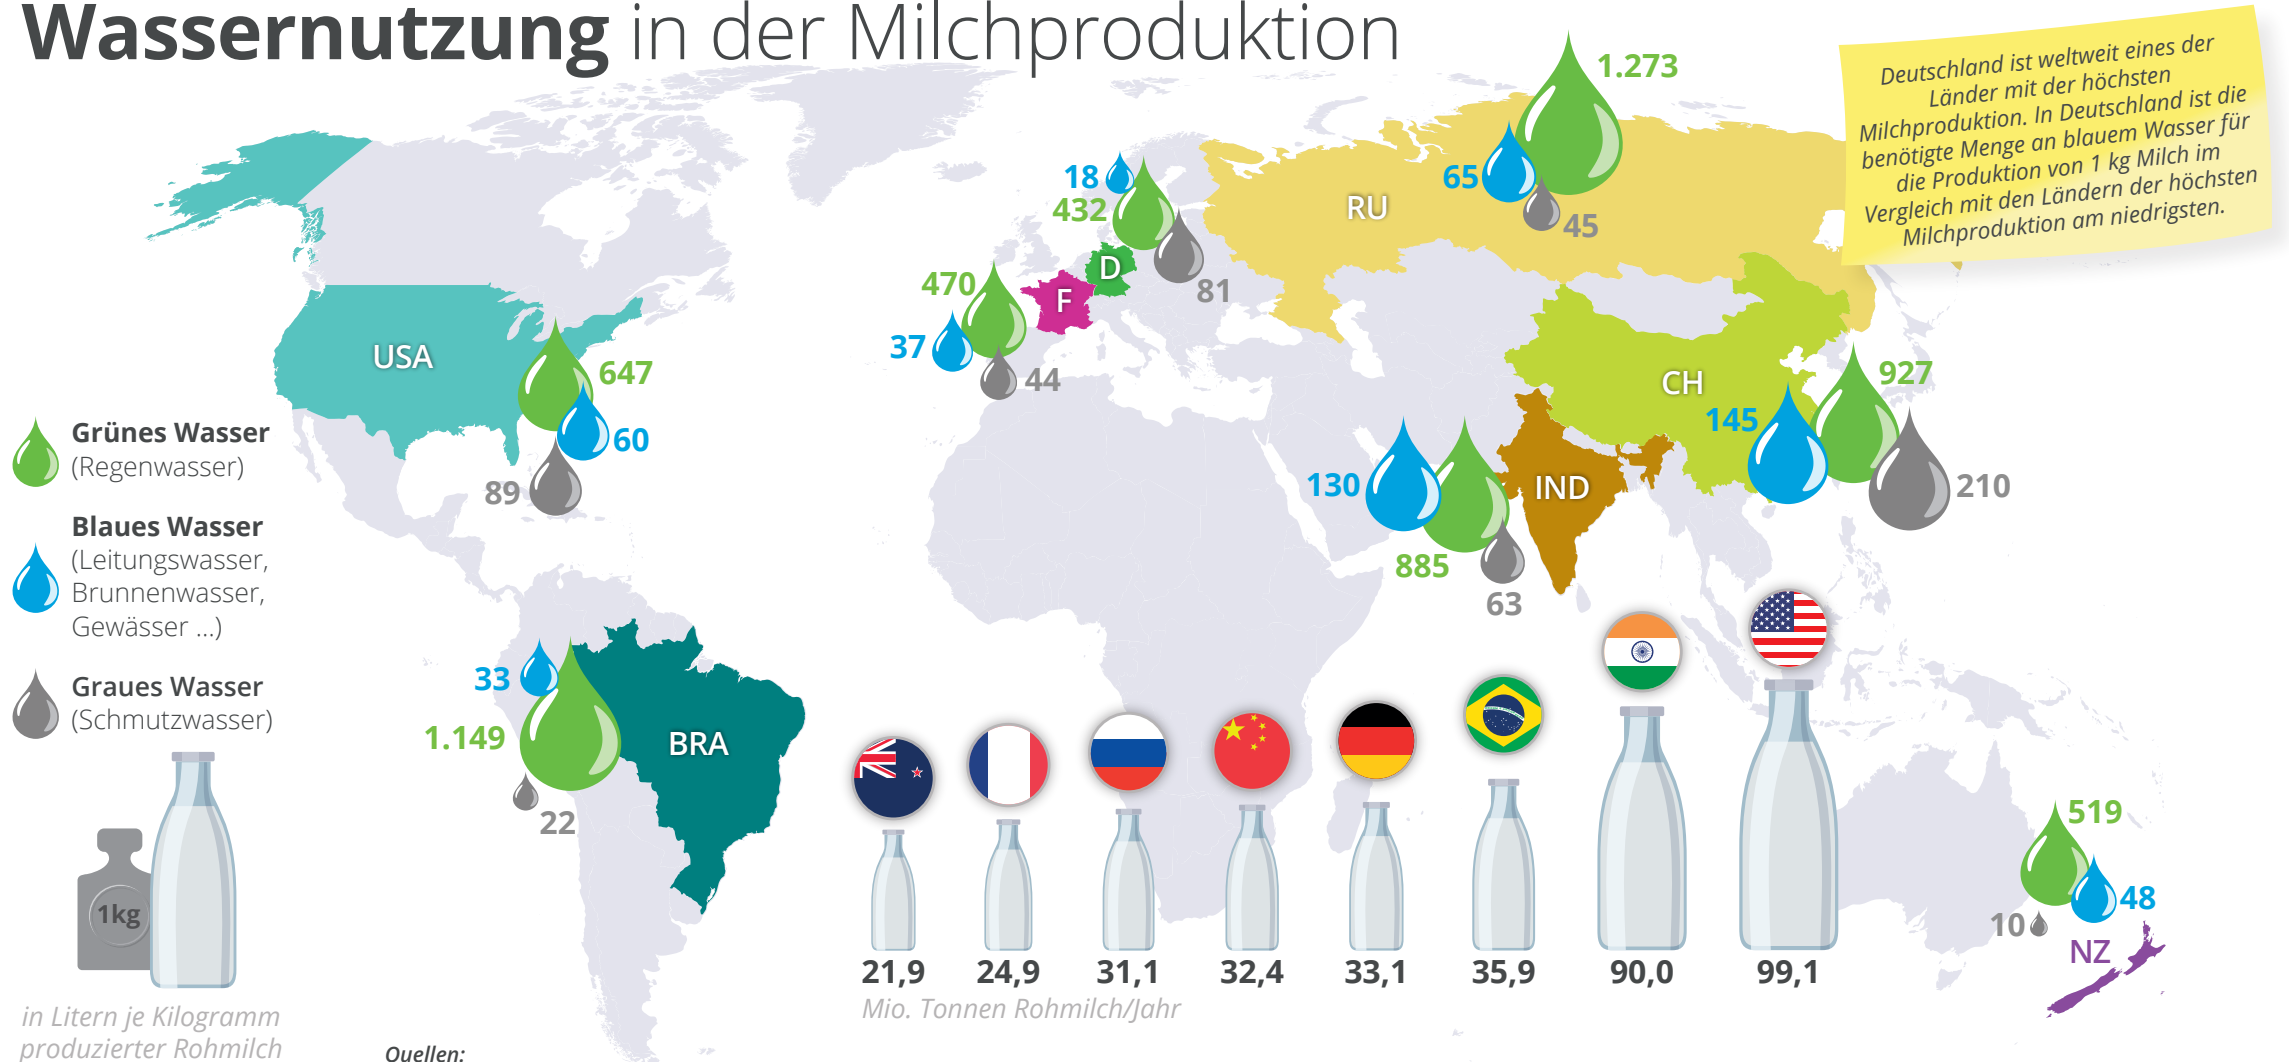 Wassernutzung in der Milchproduktion
Deutschland ist weltweit eines der
Länder mit der höchsten
Milchproduktion. In Deutschland ist die
benötigte Menge an blauem Wasser für
die Produktion von 1 kg Milch im
Vergleich mit den Ländern der höchsten
Milchproduktion am niedrigsten.
1.273
65
RU
45
18
432
D
81
470
F
37
44
USA
647
60
89
CH
927
145
210
130
IND
885
63
Grünes Wasser
(Regenwasser)
Blaues Wasser
(Leitungswasser,
Brunnenwasser,
Gewässer ...)
Graues Wasser
(Schmutzwasser)
1kg
in Litern je Kilogramm
produzierter Rohmilch
33
1.149
BRA
22
519
48
10
NZ
21,9 24,9 31,1 32,4 33,1 35,9 90,0 99,1
Mio. Tonnen Rohmilch/Jahr
Quellen: